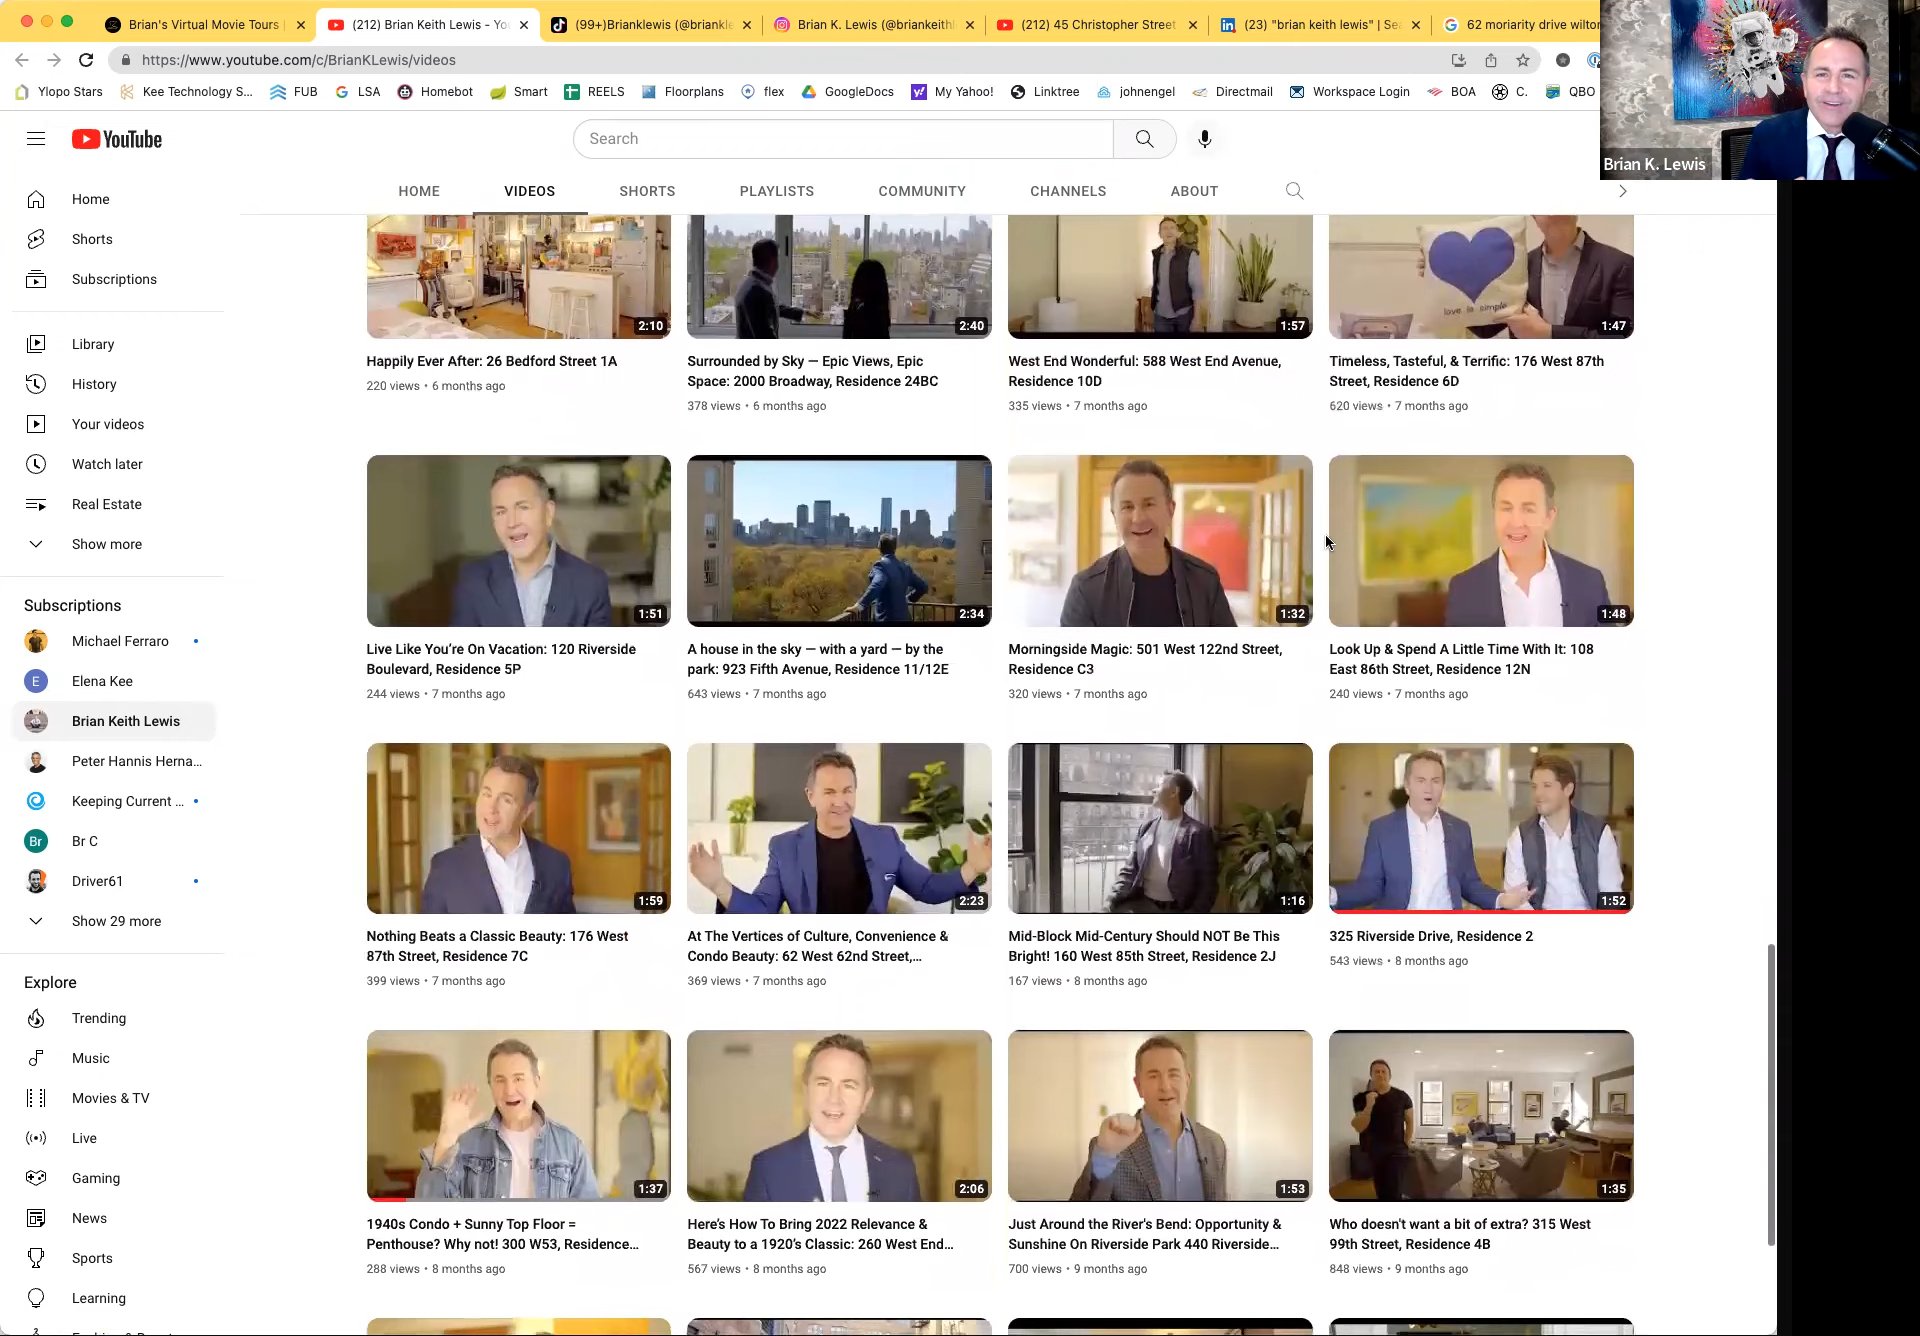 Brian's Virtual Movie Tours
(212) Brian Keith Lewis - Yo
(99+)Brianklewis (@briankle
Brian K. Lewis (@briankeithl
(212) 45 Christopher Street
(23) "brian keith lewis" | Se
62 moriarity drive wilton
https://www.youtube.com/c/BrianKLewis/videos
Ylopo Stars
Kee Technology S...
FUB
LSA
Homebot
Smart
REELS
Floorplans
flex
GoogleDocs
My Yahoo!
Linktree
johnengel
Directmail
Workspace Login
BOA
C.
QBO
Brian K. Lewis
YouTube
Search
HOME
VIDEOS
SHORTS
PLAYLISTS
COMMUNITY
CHANNELS
ABOUT
Home
Shorts
Subscriptions
Library
History
Your videos
Watch later
Real Estate
Show more
Subscriptions
Michael Ferraro
E
Elena Kee
Brian Keith Lewis
Peter Hannis Herna...
Keeping Current ...
Br
Br C
Driver61
Show 29 more
Explore
Trending
Music
Movies & TV
Live
Gaming
News
Sports
Learning
2:10
Happily Ever After: 26 Bedford Street 1A
220 views • 6 months ago
2:40
Surrounded by Sky — Epic Views, Epic
Space: 2000 Broadway, Residence 24BC
378 views • 6 months ago
1:57
West End Wonderful: 588 West End Avenue,
Residence 10D
335 views • 7 months ago
love is simple
1:47
Timeless, Tasteful, & Terrific: 176 West 87th
Street, Residence 6D
620 views • 7 months ago
1:51
Live Like You're On Vacation: 120 Riverside
Boulevard, Residence 5P
244 views • 7 months ago
2:34
A house in the sky — with a yard — by the
park: 923 Fifth Avenue, Residence 11/12E
643 views • 7 months ago
1:32
Morningside Magic: 501 West 122nd Street,
Residence C3
320 views • 7 months ago
1:48
Look Up & Spend A Little Time With It: 108
East 86th Street, Residence 12N
240 views • 7 months ago
1:59
Nothing Beats a Classic Beauty: 176 West
87th Street, Residence 7C
399 views • 7 months ago
2:23
At The Vertices of Culture, Convenience &
Condo Beauty: 62 West 62nd Street,...
369 views • 7 months ago
1:16
Mid-Block Mid-Century Should NOT Be This
Bright! 160 West 85th Street, Residence 2J
167 views • 8 months ago
1:52
325 Riverside Drive, Residence 2
543 views • 8 months ago
1:37
1940s Condo + Sunny Top Floor =
Penthouse? Why not! 300 W53, Residence...
288 views • 8 months ago
2:06
Here's How To Bring 2022 Relevance &
Beauty to a 1920's Classic: 260 West End...
567 views • 8 months ago
1:53
Just Around the River's Bend: Opportunity &
Sunshine On Riverside Park 440 Riverside...
700 views • 9 months ago
1:35
Who doesn't want a bit of extra? 315 West
99th Street, Residence 4B
848 views • 9 months ago